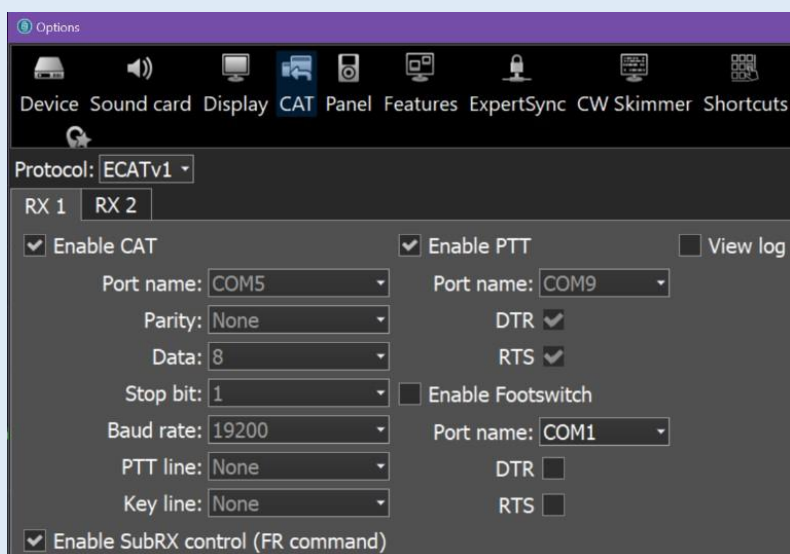 Options
Device Sound card Display CAT Panel Features ExpertSync CW Skimmer Shortcuts
Protocol: ECATv1
RX 1 RX 2
Enable CAT Enable PTT View log
Port name: COM5 Port name: COM9
Parity: None DTR
Data: 8 RTS
Stop bit: 1 Enable Footswitch
Baud rate: 19200 Port name: COM1
PTT line: None DTR
Key line: None RTS
Enable SubRX control (FR command)